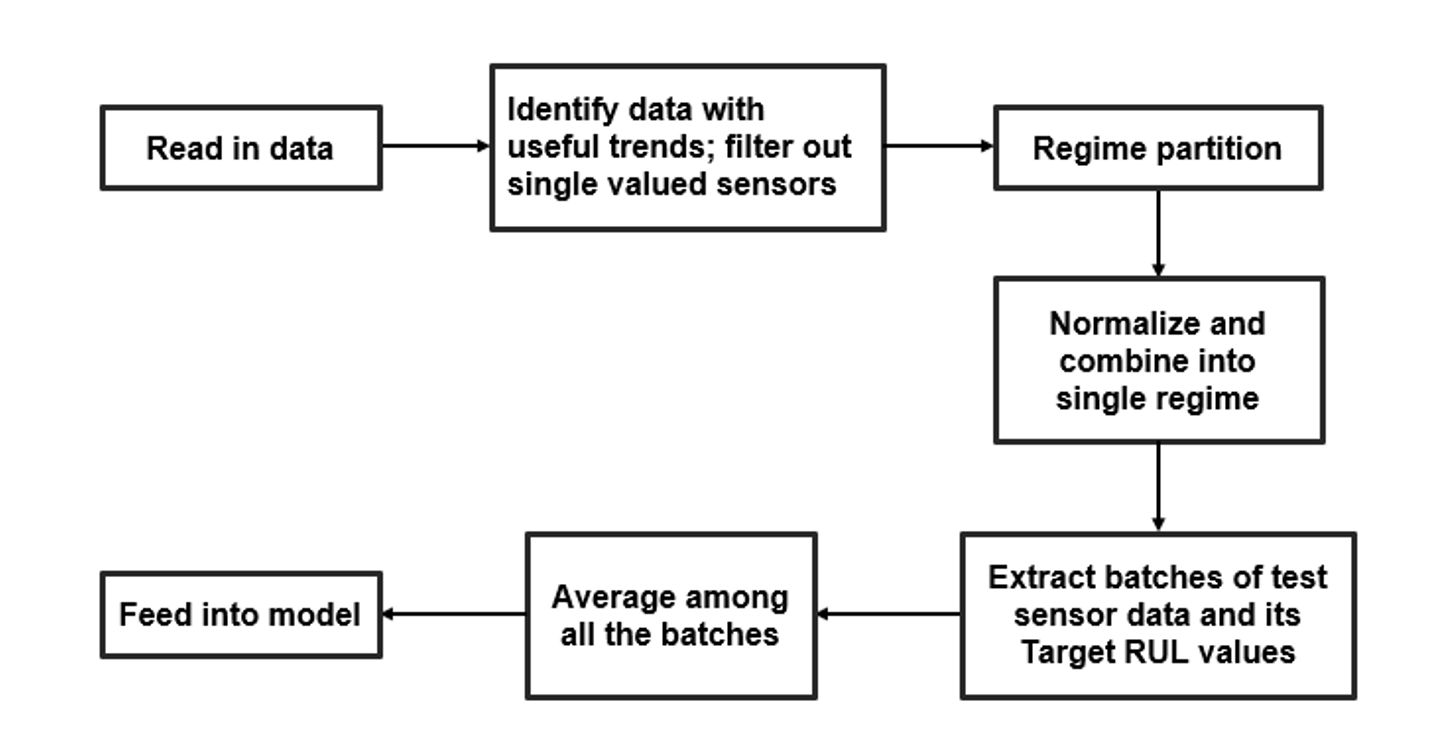 Read in data
Identify data with
useful trends; filter out
single valued sensors
Regime partition
Normalize and
combine into
single regime
Extract batches of test
sensor data and its
Target RUL values
Average among
all the batches
Feed into model